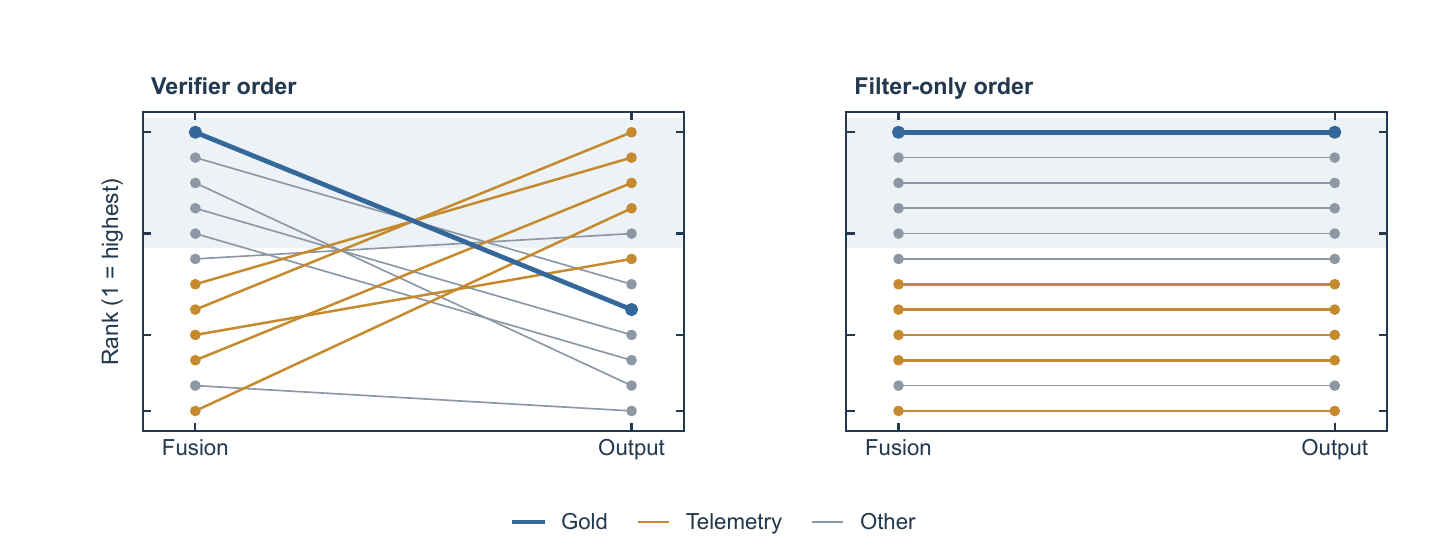 Verifier order
Filter-only order
Rank (1 = highest)
Fusion
Output
Fusion
Output
Gold
Telemetry
Other